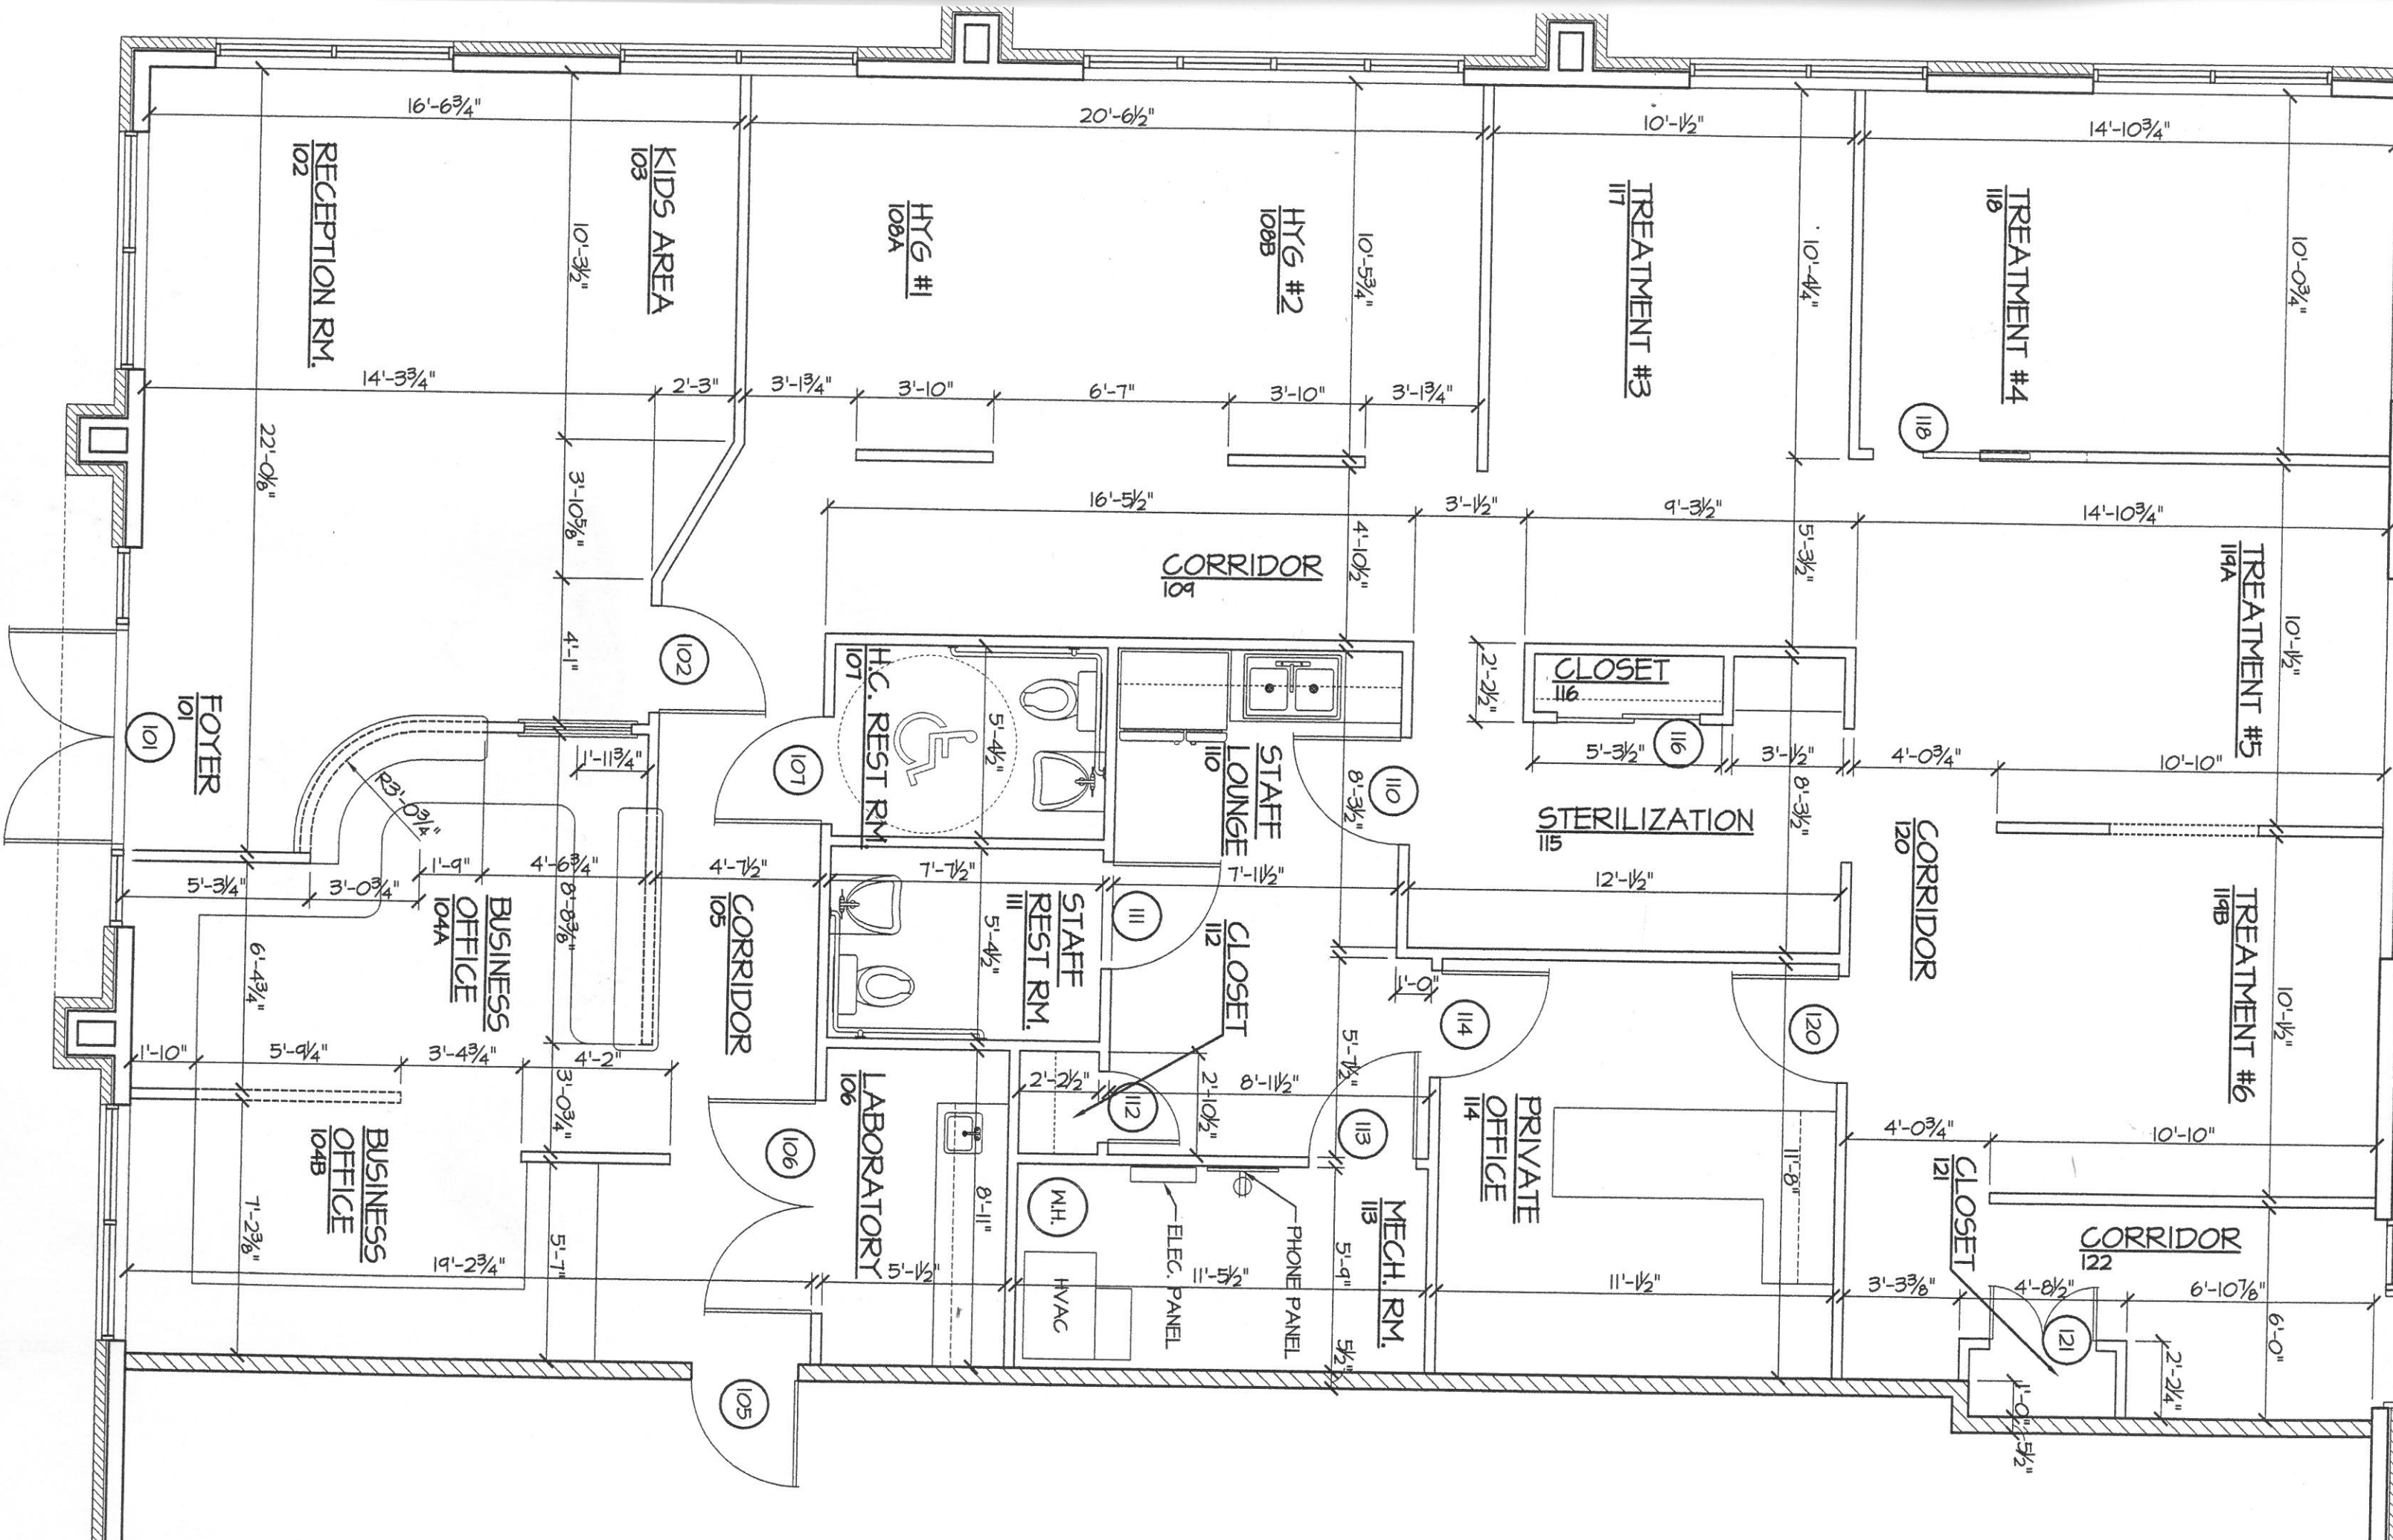 16'-6¾"
20'-6½"
10'-½"
14'-10¾"
RECEPTION RM.
102
KIDS AREA
103
10'-3½"
HYG #1
108A
HYG #2
108B
10'-5¾"
TREATMENT #3
117
10'-4¼"
TREATMENT #4
118
10'-0¾"
118
14'-3¾"
2'-3"
3'-1¾"
3'-10"
6'-7"
3'-10"
3'-1¾"
22'-0⅛"
3'-10⅝"
16'-5½"
3'-1½"
9'-3½"
14'-10¾"
4'-10½"
5'-3½"
CORRIDOR
109
TREATMENT #5
119A
10'-1½"
4'-1"
102
H.C. REST RM.
107
CLOSET
116
2'-2½"
FOYER
101
101
1'-11¾"
107
5'-4½"
STAFF
LOUNGE
110
8'-3½"
110
5'-3½"
116
3'-1½"
4'-0¾"
10'-10"
8'-3½"
R3'-0¾"
STERILIZATION
115
CORRIDOR
120
5'-3¼"
3'-0¾"
1'-9"
4'-6¾"
4'-7½"
7'-7½"
7'-11½"
12'-1½"
8'-8⅜"
BUSINESS
OFFICE
104A
CORRIDOR
105
5'-4½"
STAFF
REST RM.
111
111
CLOSET
112
TREATMENT #6
119B
10'-1½"
6'-4¾"
1'-0"
114
120
1'-10"
5'-9¼"
3'-4¾"
4'-2"
3'-0¾"
LABORATORY
106
2'-2½"
112
2'-10½"
8'-11½"
5'-7½"
113
PRIVATE
OFFICE
114
11'-8"
4'-0¾"
10'-10"
BUSINESS
OFFICE
104B
106
CLOSET
121
7'-2⅜"
5'-7"
8'-11"
W.H.
HVAC
ELEC. PANEL
PHONE PANEL
MECH. RM.
113
5'-9"
CORRIDOR
122
19'-2¾"
5'-1½"
11'-5½"
11'-1½"
3'-3⅜"
4'-8½"
6'-10⅞"
6'-0"
5½"
121
2'-2¼"
105
1'-0"
5½"